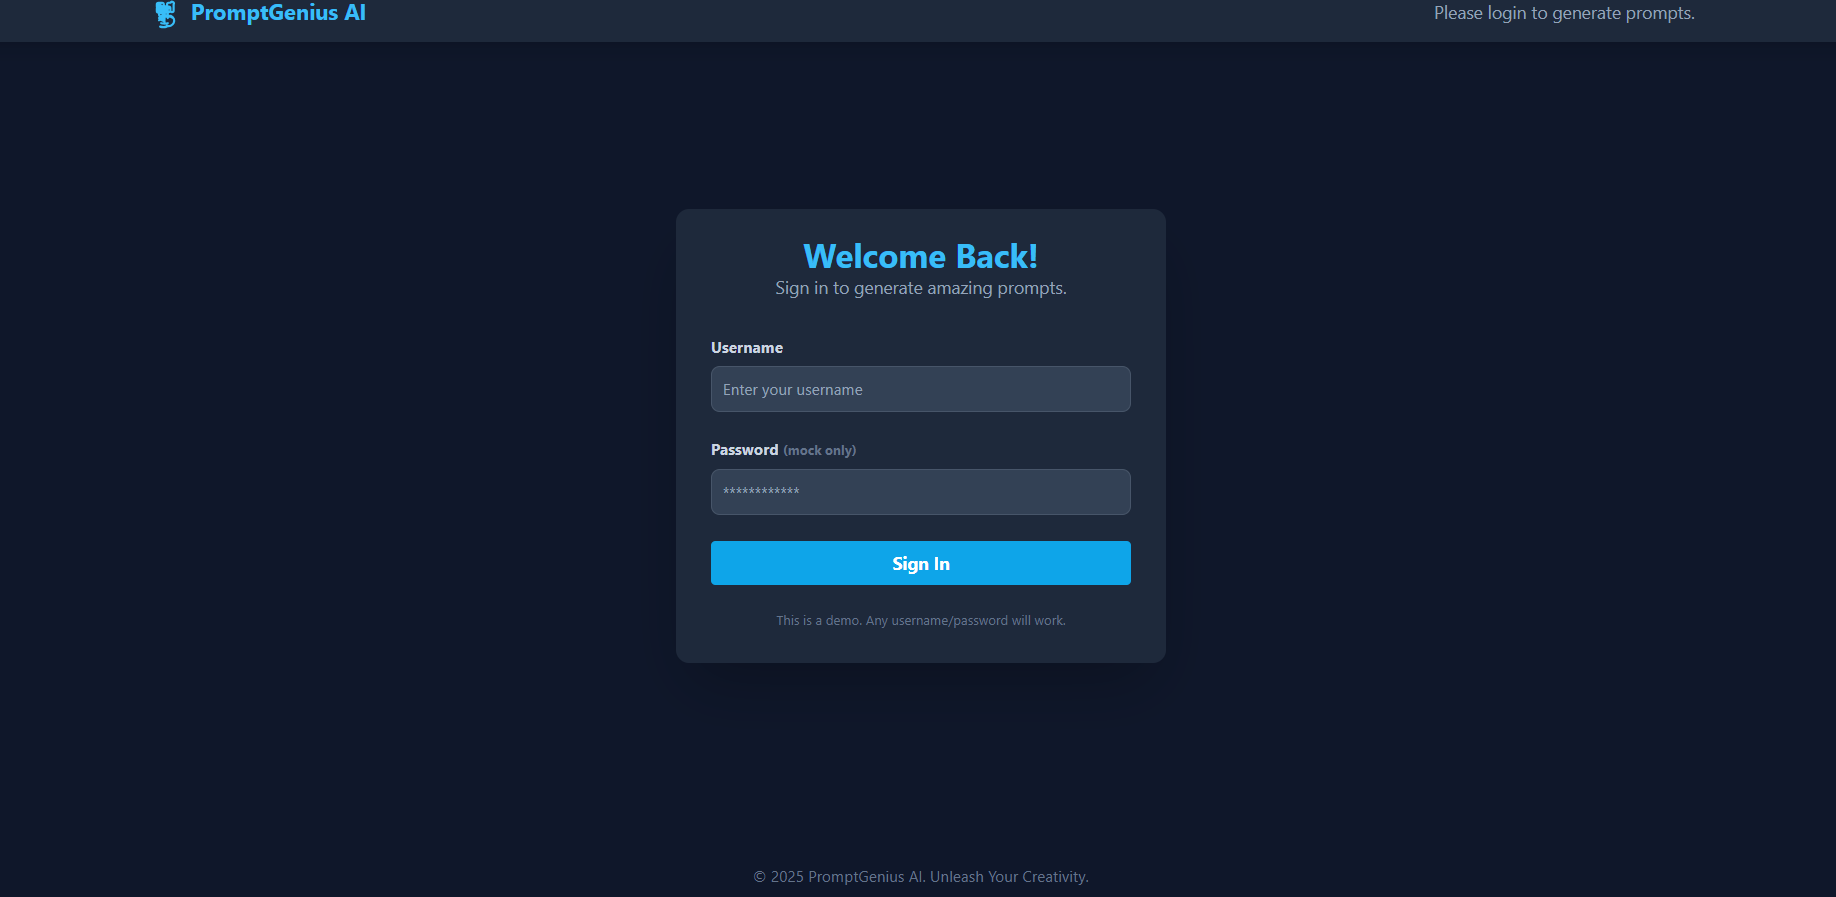 PromptGenius AI
Please login to generate prompts.
Welcome Back!
Sign in to generate amazing prompts.
Username
Enter your username
Password (mock only)
************
Sign In
This is a demo. Any username/password will work.
© 2025 PromptGenius AI. Unleash Your Creativity.